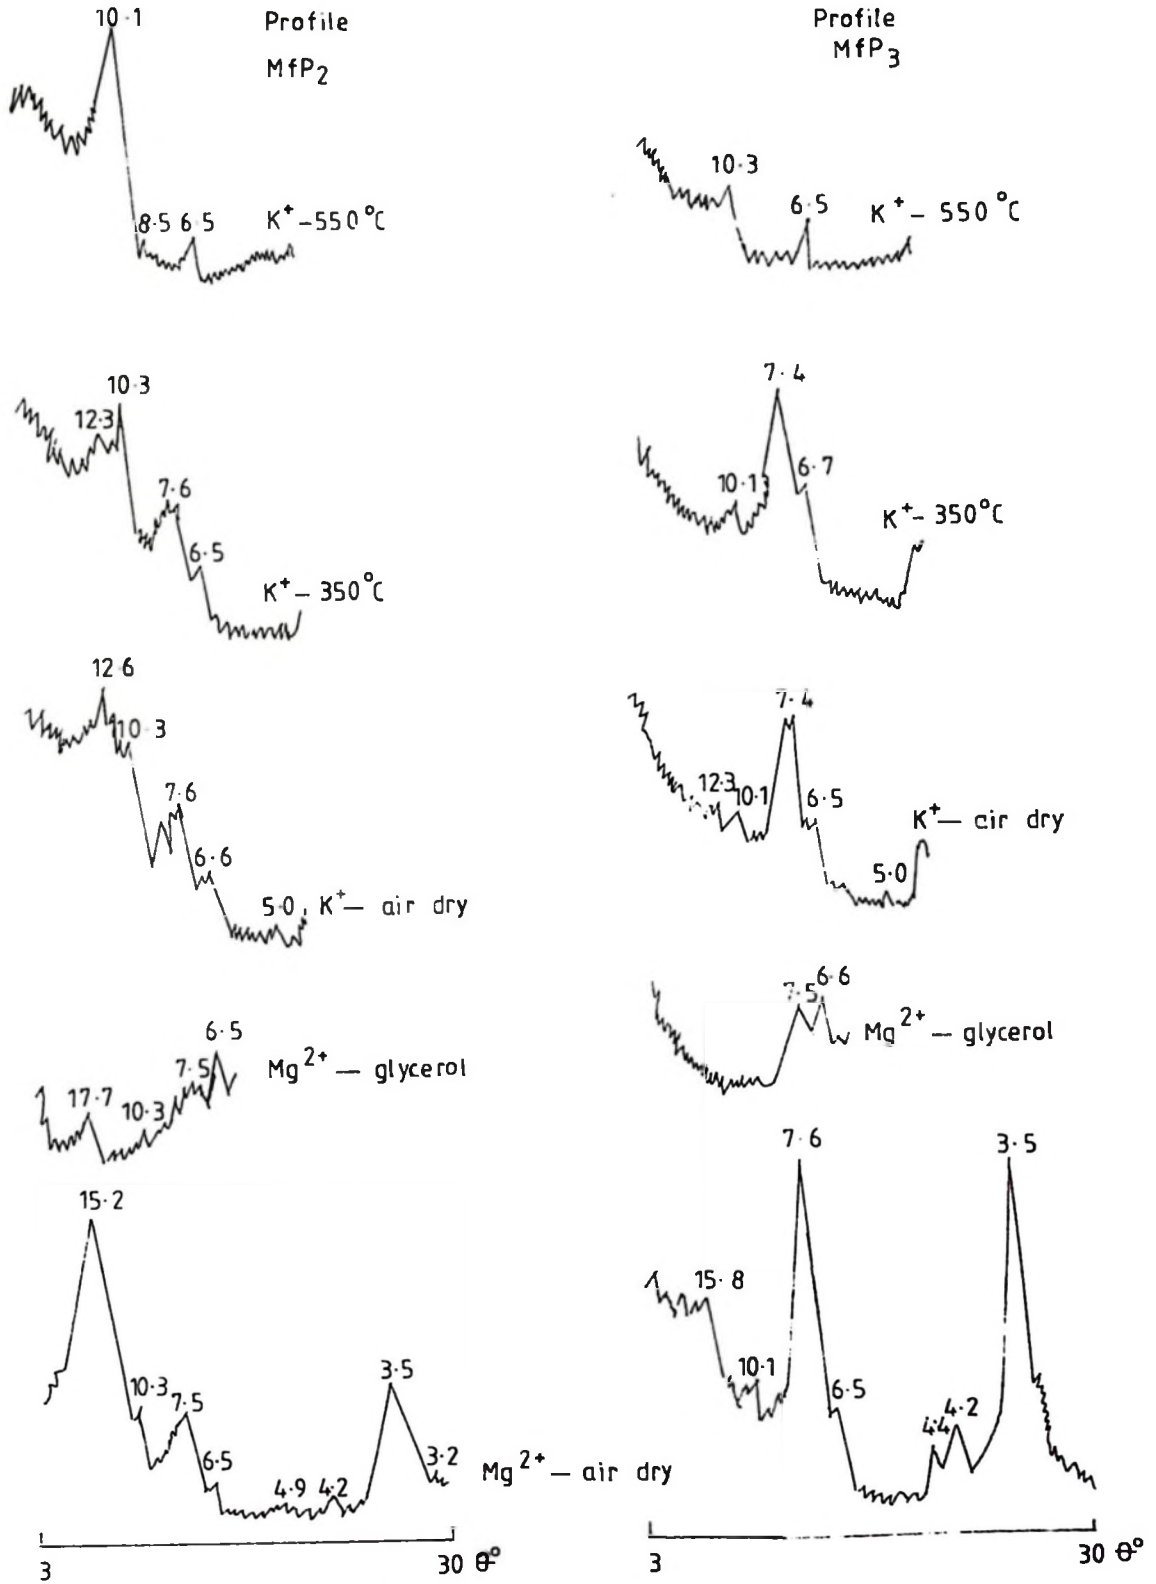 Profile
MfP2
10.1
8.5 6.5 K+ - 550°C
10.3
12.3
7.6
6.5
K+ - 350°C
12.6
10.3
7.6
6.6
5.0 K+ — air dry
6.5
17.7 10.3 7.5 Mg2+ — glycerol
15.2
10.3 7.5
6.5
4.9 4.2
3.5
3.2 Mg2+ — air dry
3 30 θ°
Profile
MfP3
10.3
6.5 K+ - 550°C
7.4
10.1 6.7
K+ - 350°C
7.4
12.3 10.1 6.5
5.0 K+ — air dry
7.5 6.6
Mg2+ — glycerol
7.6 3.5
15.8
10.1
6.5
4.4 4.2
3 30 θ°